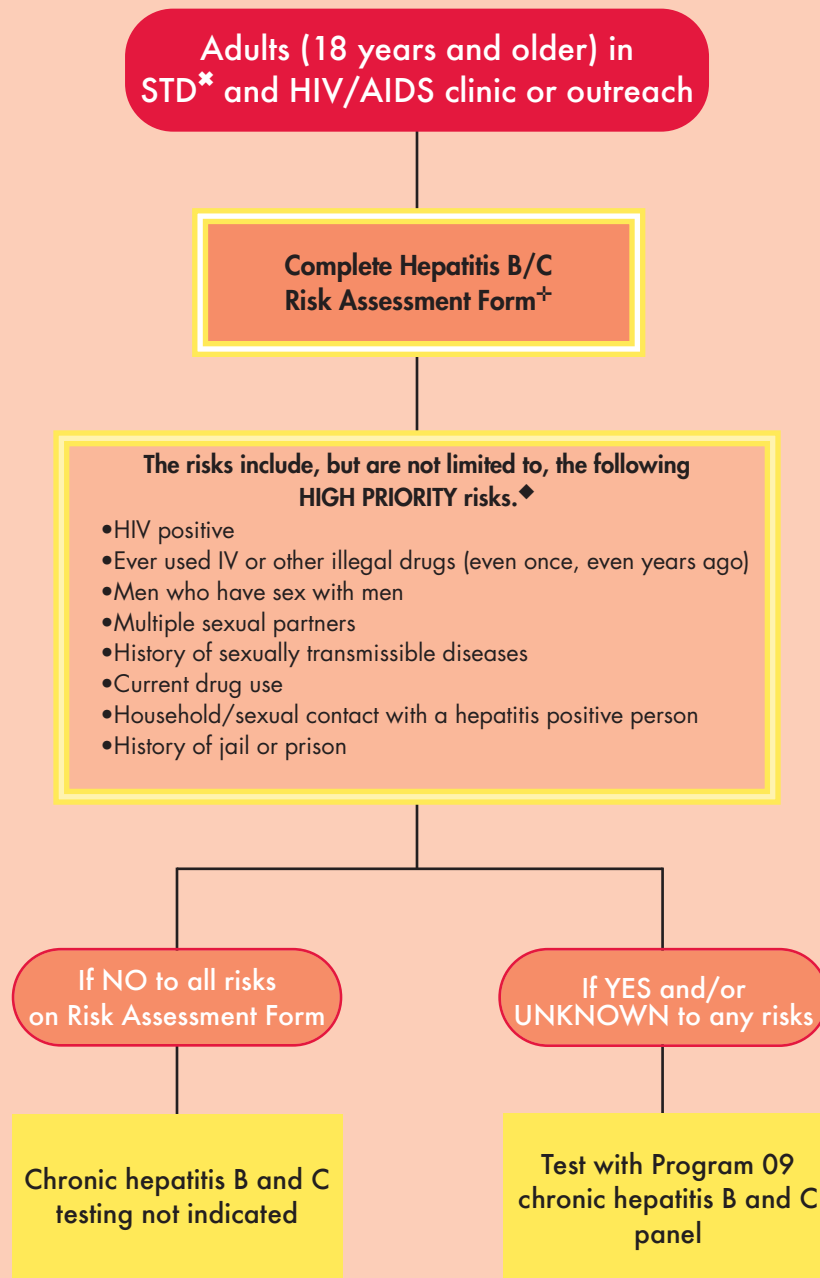 Adults (18 years and older) in
STD✖ and HIV/AIDS clinic or outreach
Complete Hepatitis B/C
Risk Assessment Form✛
The risks include, but are not limited to, the following
HIGH PRIORITY risks.◆
•HIV positive
•Ever used IV or other illegal drugs (even once, even years ago)
•Men who have sex with men
•Multiple sexual partners
•History of sexually transmissible diseases
•Current drug use
•Household/sexual contact with a hepatitis positive person
•History of jail or prison
If NO to all risks
on Risk Assessment Form
If YES and/or
UNKNOWN to any risks
Chronic hepatitis B and C
testing not indicated
Test with Program 09
chronic hepatitis B and C
panel